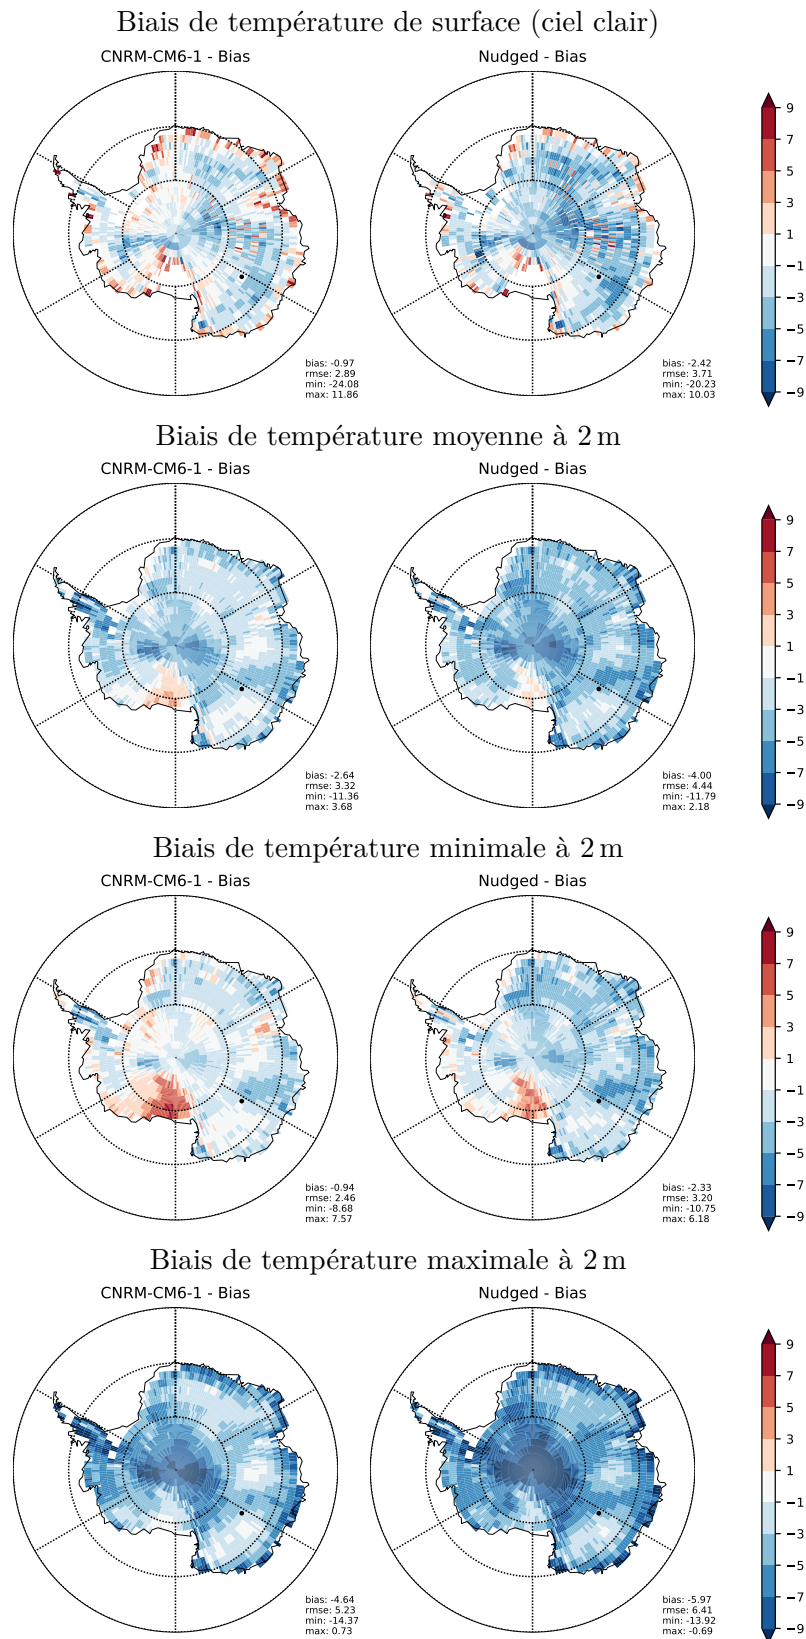 Biais de température de surface (ciel clair)
CNRM-CM6-1 - Bias
Nudged - Bias
bias: -0.97
rmse: 2.89
min: -24.08
max: 11.86
bias: -2.42
rmse: 3.71
min: -20.23
max: 10.03
9
7
5
3
1
−1
−3
−5
−7
−9
Biais de température moyenne à 2 m
CNRM-CM6-1 - Bias
Nudged - Bias
bias: -2.64
rmse: 3.32
min: -11.36
max: 3.68
bias: -4.00
rmse: 4.44
min: -11.79
max: 2.18
9
7
5
3
1
−1
−3
−5
−7
−9
Biais de température minimale à 2 m
CNRM-CM6-1 - Bias
Nudged - Bias
bias: -0.94
rmse: 2.46
min: -8.68
max: 7.57
bias: -2.33
rmse: 3.20
min: -10.75
max: 6.18
9
7
5
3
1
−1
−3
−5
−7
−9
Biais de température maximale à 2 m
CNRM-CM6-1 - Bias
Nudged - Bias
bias: -4.64
rmse: 5.23
min: -14.37
max: 0.73
bias: -5.97
rmse: 6.41
min: -13.92
max: -0.69
9
7
5
3
1
−1
−3
−5
−7
−9